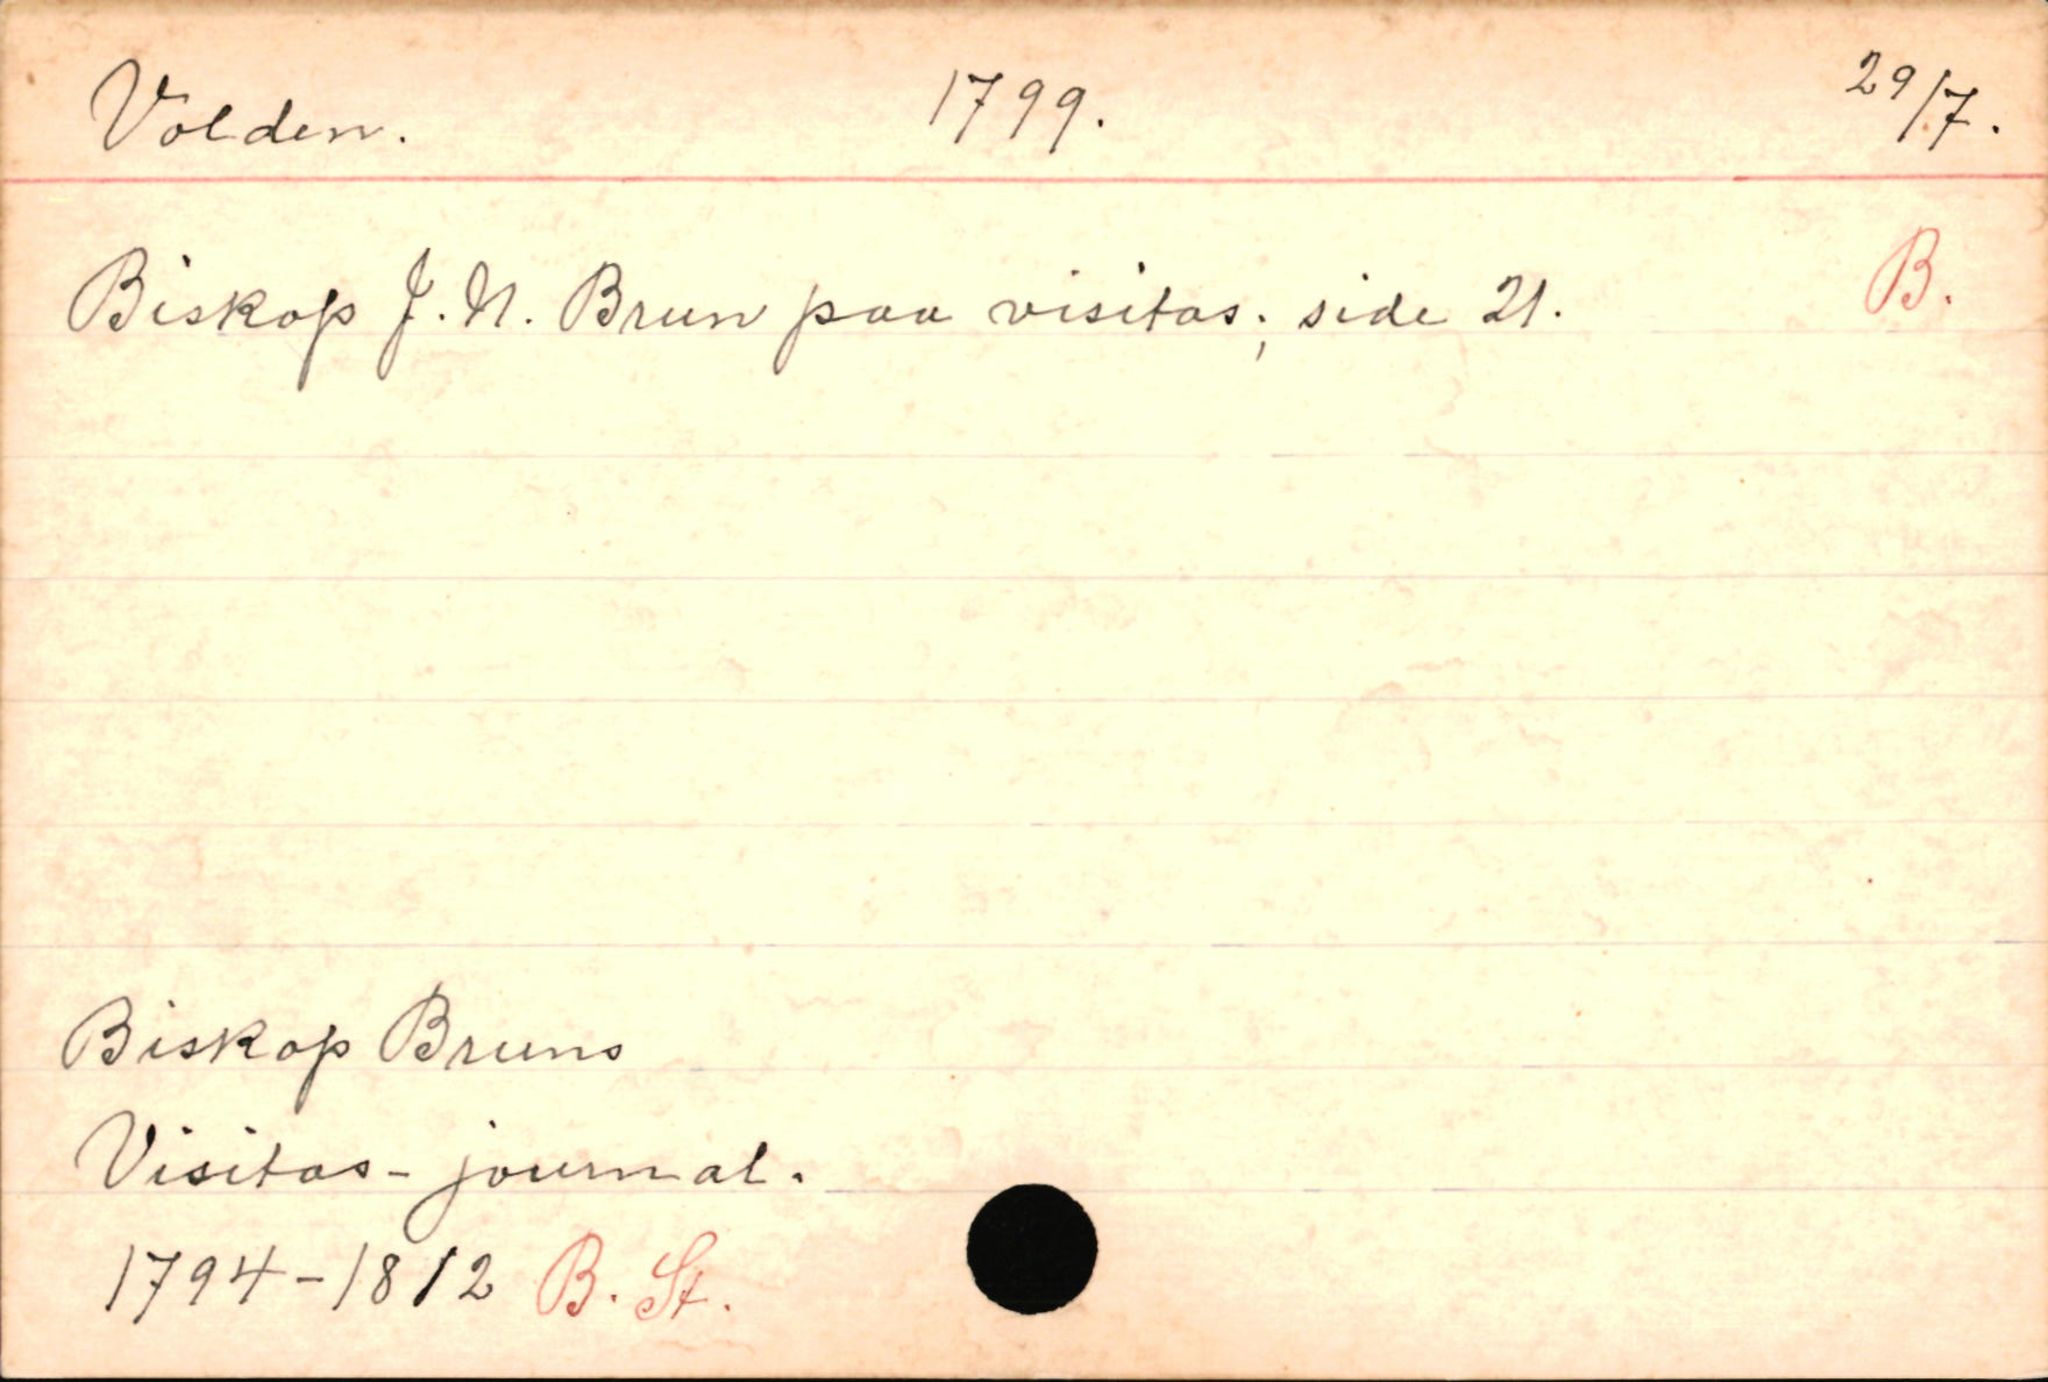 Volden. 1799. 29/7.
Biskop J. N. Brun paa visitas; side 21. B.
Biskop Bruns
Visitas-journal.
1794-1812 B. St.